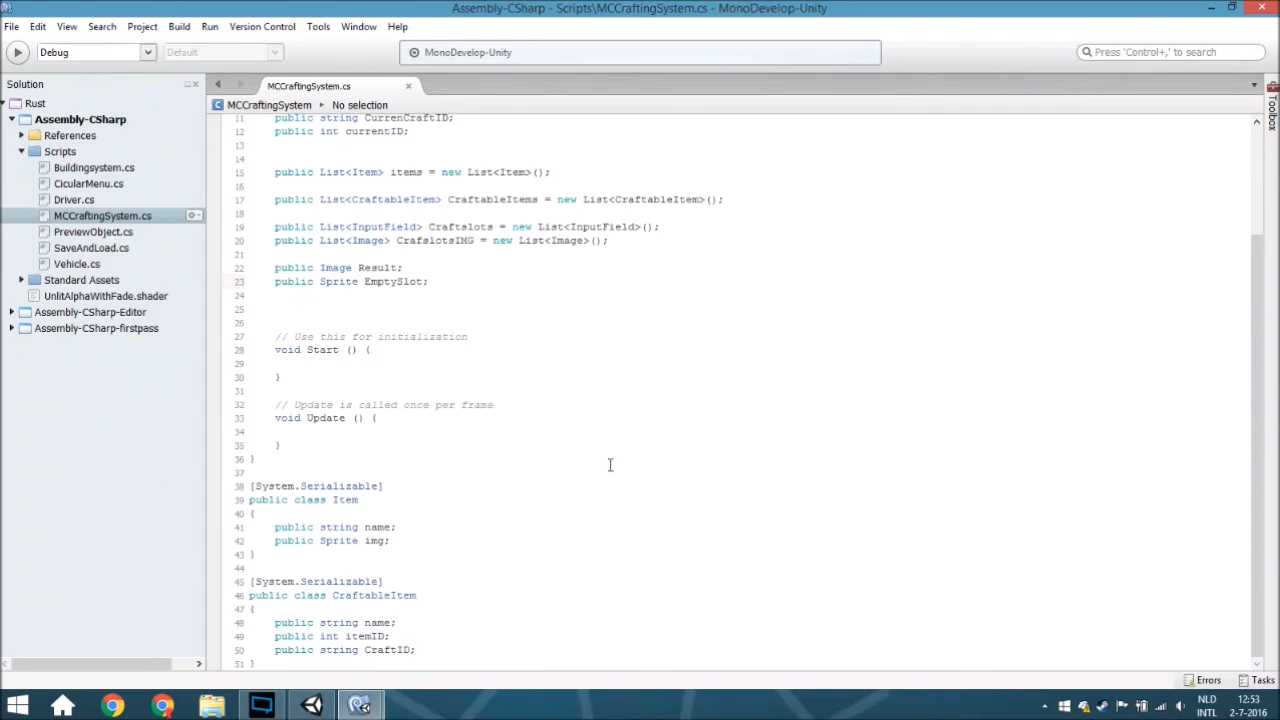 Assembly-CSharp - Scripts\MCCraftingSystem.cs - MonoDevelop-Unity
File Edit View Search Project Build Run Version Control Tools Window Help
Debug Default MonoDevelop-Unity Press 'Control+,' to search
Solution
Rust
Assembly-CSharp
References
Scripts
Buildingsystem.cs
CicularMenu.cs
Driver.cs
MCCraftingSystem.cs
PreviewObject.cs
SaveAndLoad.cs
Vehicle.cs
Standard Assets
UnlitAlphaWithFade.shader
Assembly-CSharp-Editor
Assembly-CSharp-firstpass
MCCraftingSystem.cs
MCCraftingSystem No selection
11 public string CurrenCraftID;
12 public int currentID;
13
14
15 public List<Item> items = new List<Item>();
16
17 public List<CraftableItem> CraftableItems = new List<CraftableItem>();
18
19 public List<InputField> Craftslots = new List<InputField>();
20 public List<Image> CrafslotsIMG = new List<Image>();
21
22 public Image Result;
23 public Sprite EmptySlot;
24
25
26
27 // Use this for initialization
28 void Start () {
29
30 }
31
32 // Update is called once per frame
33 void Update () {
34
35 }
36 }
37
38 [System.Serializable]
39 public class Item
40 {
41 public string name;
42 public Sprite img;
43 }
44
45 [System.Serializable]
46 public class CraftableItem
47 {
48 public string name;
49 public int itemID;
50 public string CraftID;
51 }
Toolbox
Errors Tasks
NLD 12:53
INTL 2-7-2016